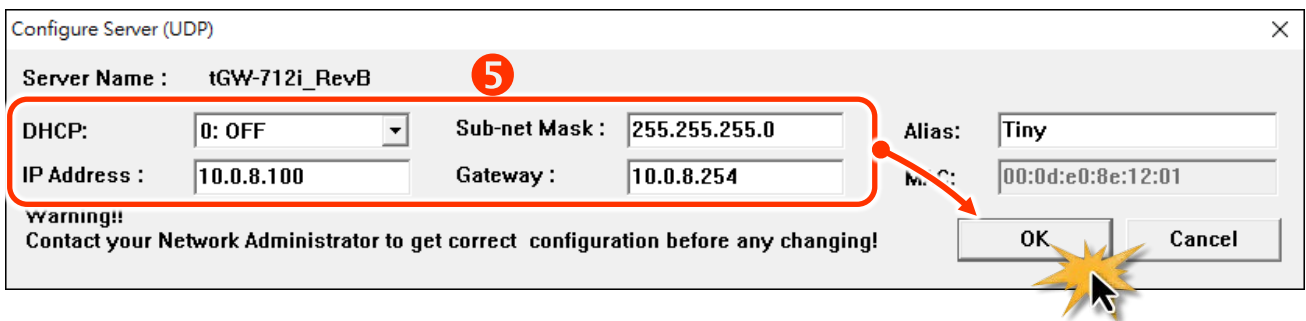 Configure Server (UDP)
Server Name : tGW-712i_RevB
5
DHCP: 0: OFF Sub-net Mask : 255.255.255.0 Alias: Tiny
IP Address : 10.0.8.100 Gateway : 10.0.8.254 MAC: 00:0d:e0:8e:12:01
Warning!!
Contact your Network Administrator to get correct configuration before any changing!
OK Cancel